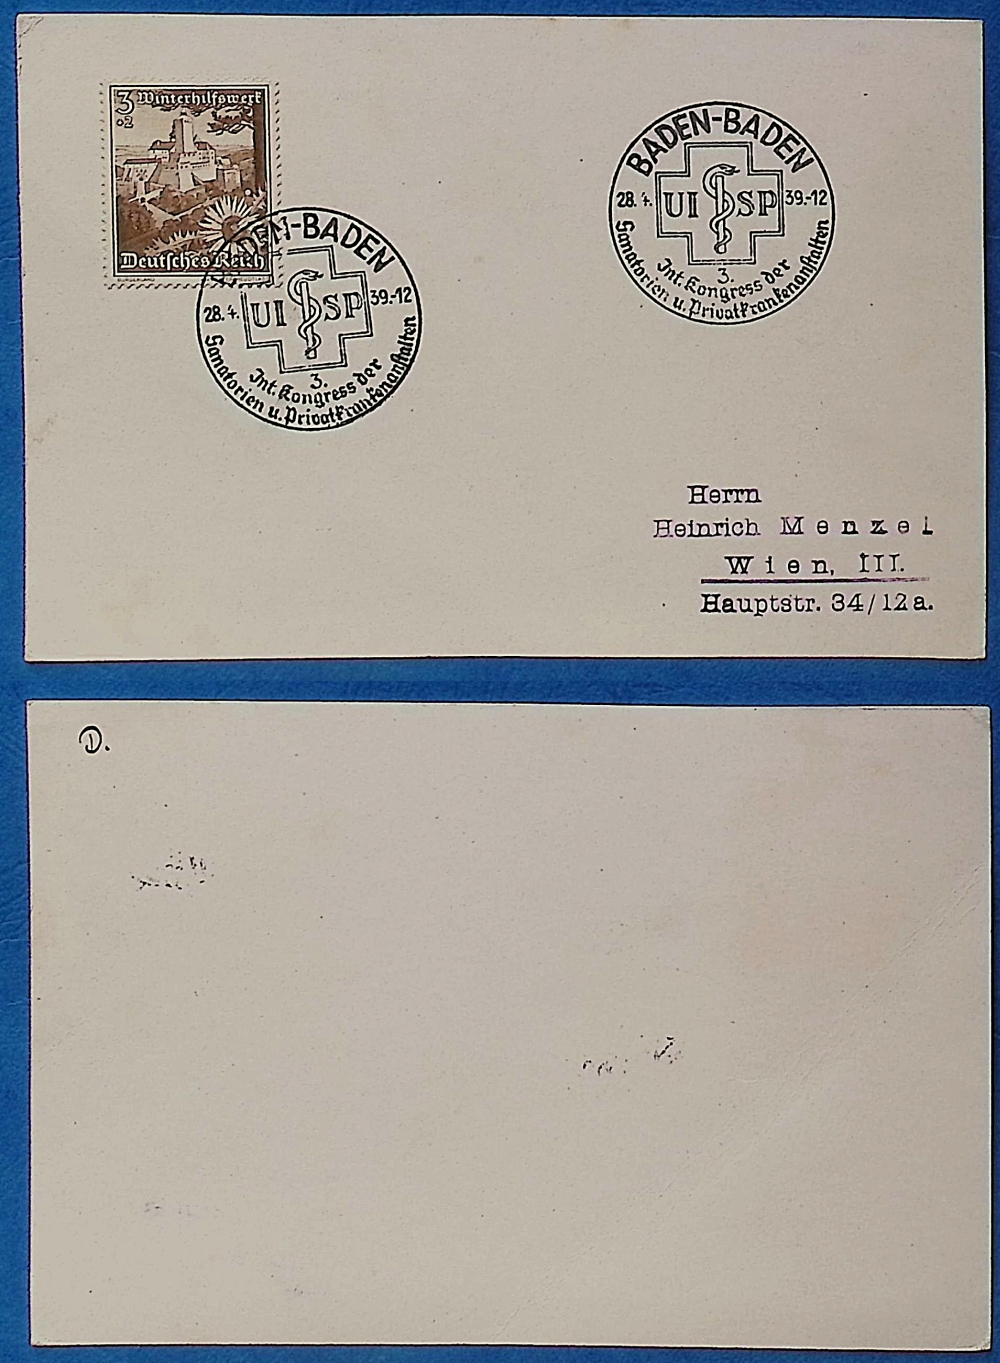 3 Winterhilfswerk
+2
Deutsches Reich
BADEN-BADEN
28.4. UI SP 39.-12
3.
Int. Kongress der
Sanatorien u. Privatkrankenanstalten
BADEN-BADEN
28.4. UI SP 39.-12
3.
Int. Kongress der
Sanatorien u. Privatkrankenanstalten
Herrn
Heinrich Menzel
Wien, III.
Hauptstr. 34/12a.
D.